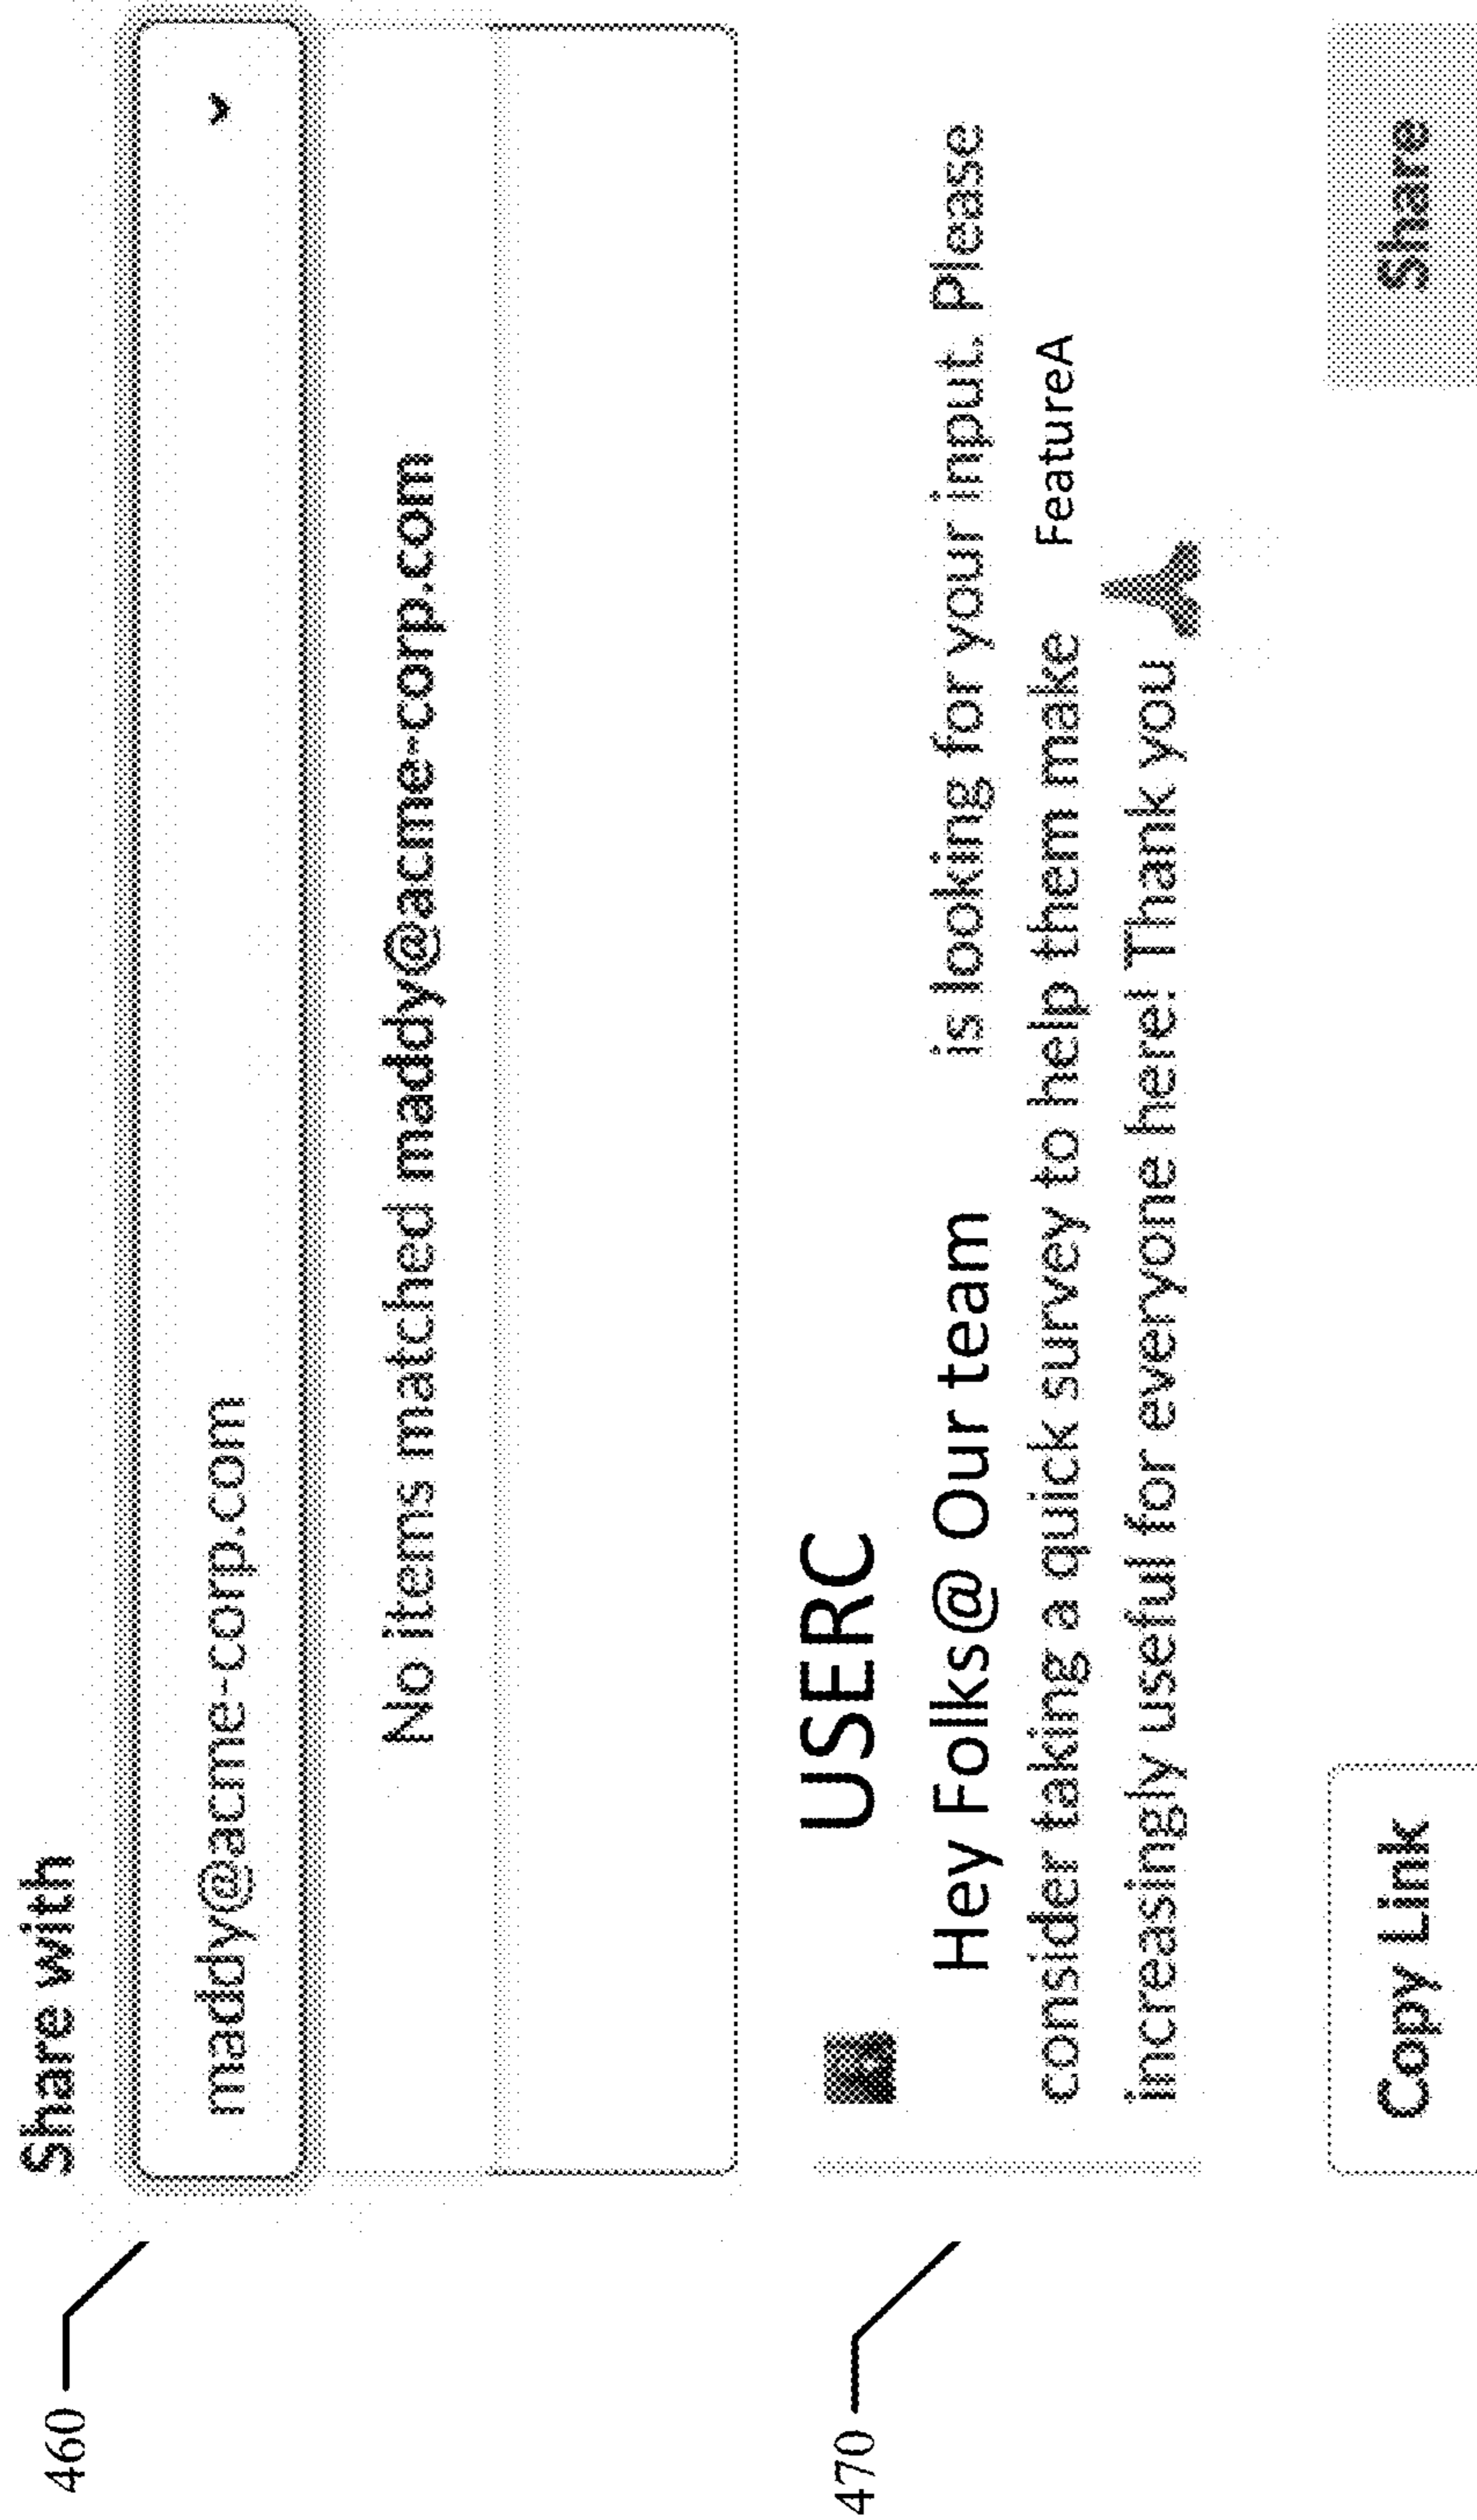 460
Share with
maddy@acme-corp.com
No items matched maddy@acme-corp.com
470
USERC
Hey Folks@ Our team is looking for your input. Please
consider taking a quick survey to help them make FeatureA
increasingly useful for everyone here! Thank you
Copy Link
Share